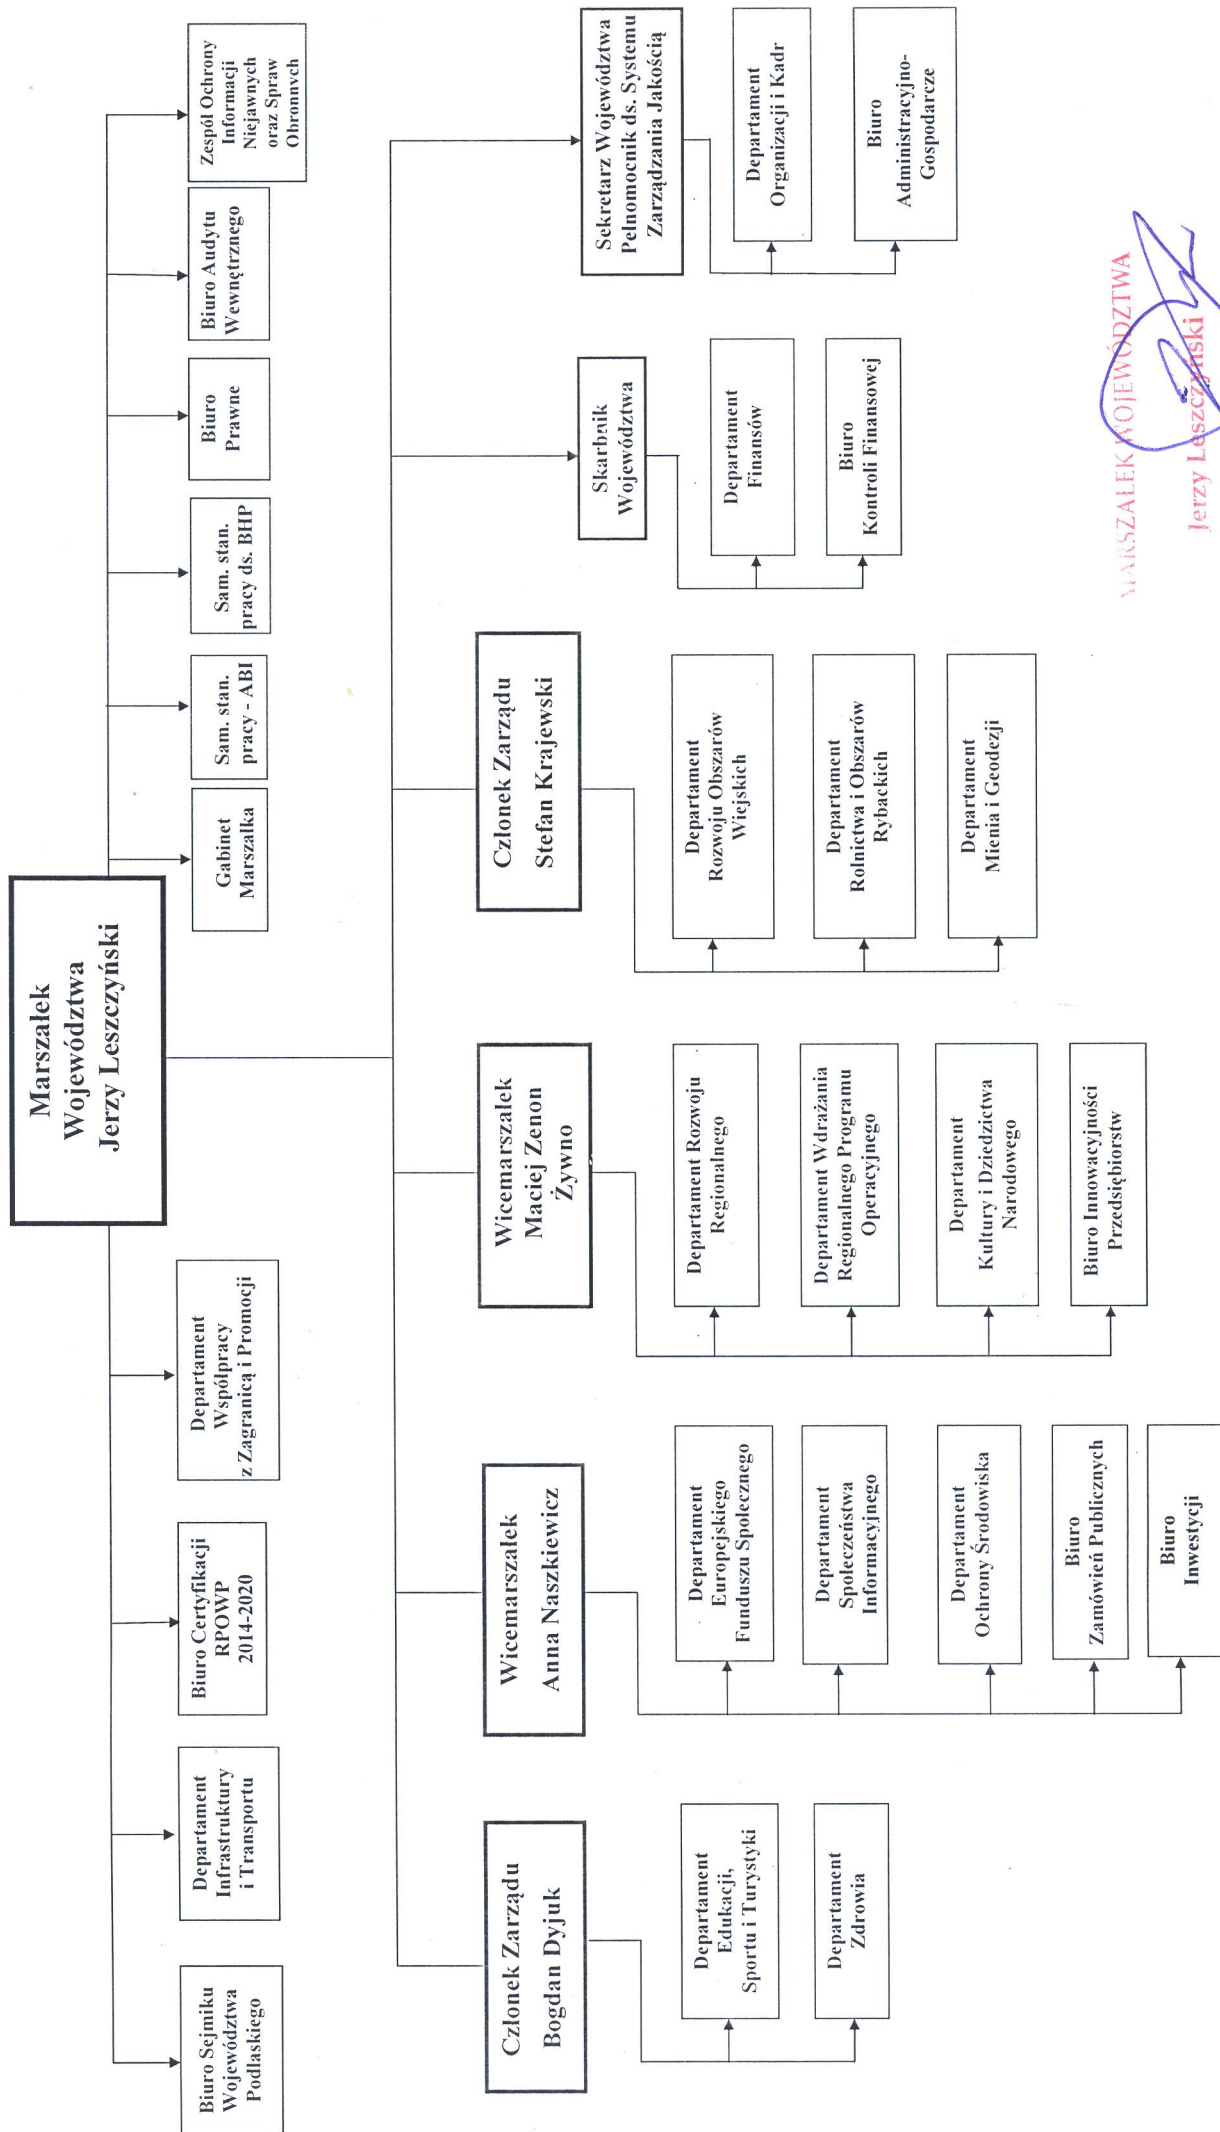 Marszałek
Województwa
Jerzy Leszczyński
Biuro Sejmiku
Województwa
Podlaskiego
Departament
Infrastruktury
i Transportu
Biuro Certyfikacji
RPOWP
2014-2020
Departament
Współpracy
z Zagranicą i Promocji
Gabinet
Marszałka
Sam. stan.
pracy - ABI
Sam. stan.
pracy ds. BHP
Biuro
Prawne
Biuro Audytu
Wewnętrznego
Zespół Ochrony
Informacji
Niejawnych
oraz Spraw
Obronnych
Członek Zarządu
Bogdan Dyjuk
Departament
Edukacji,
Sportu i Turystyki
Departament
Zdrowia
Wicemarszałek
Anna Naszkiewicz
Departament
Europejskiego
Funduszu Społecznego
Departament
Społeczeństwa
Informacyjnego
Departament
Ochrony Środowiska
Biuro
Zamówień Publicznych
Biuro
Inwestycji
Wicemarszałek
Maciej Zenon
Żywno
Departament Rozwoju
Regionalnego
Departament Wdrażania
Regionalnego Programu
Operacyjnego
Departament
Kultury i Dziedzictwa
Narodowego
Biuro Innowacyjności
Przedsiębiorstw
Członek Zarządu
Stefan Krajewski
Departament
Rozwoju Obszarów
Wiejskich
Departament
Rolnictwa i Obszarów
Rybackich
Departament
Mienia i Geodezji
Skarbnik
Województwa
Departament
Finansów
Biuro
Kontroli Finansowej
Sekretarz Województwa
Pełnomocnik ds. Systemu
Zarządzania Jakością
Departament
Organizacji i Kadr
Biuro
Administracyjno-
Gospodarcze
MARSZAŁEK WOJEWÓDZTWA
Jerzy Leszczyński